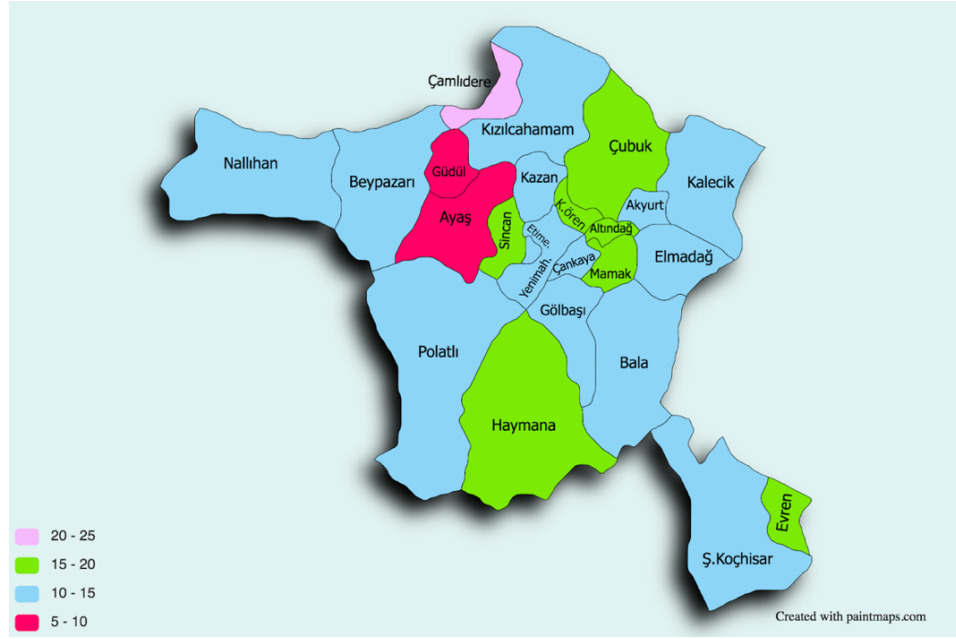 Çamlıdere
Kızılcahamam
Çubuk
Nallıhan
Beypazarı
Güdül
Kazan
Kalecik
Akyurt
Ayaş
Sincan
K.ören
Altındağ
Etime.
Çankaya
Mamak
Elmadağ
Yenimah.
Gölbaşı
Polatlı
Bala
Haymana
Evren
Ş.Koçhisar
20 - 25
15 - 20
10 - 15
5 - 10
Created with paintmaps.com